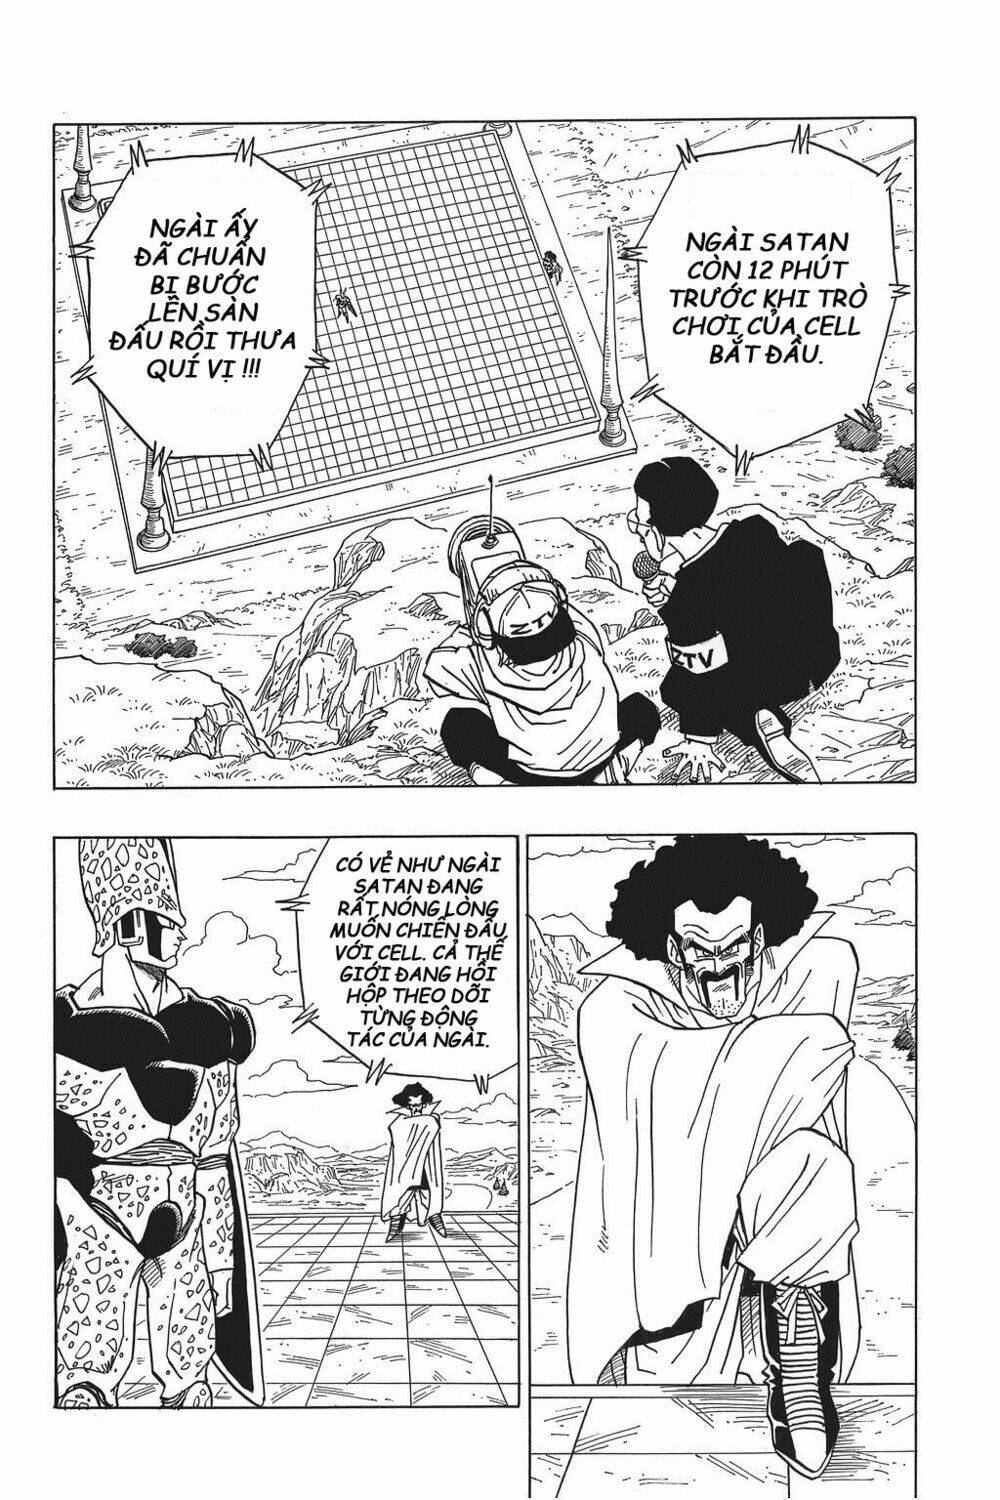 NGÀI SATAN
CÒN 12 PHÚT
TRƯỚC KHI TRÒ
CHƠI CỦA CELL
BẮT ĐẦU.
NGÀI ẤY
ĐÃ CHUẨN
BỊ BƯỚC
LÊN SÀN
ĐẤU RỒI THƯA
QUÍ VỊ !!!
ZTV
ZTV
CÓ VẺ NHƯ NGÀI
SATAN ĐANG
RẤT NÓNG LÒNG
MUỐN CHIẾN ĐẤU
VỚI CELL. CẢ THẾ
GIỚI ĐANG HỒI
HỘP THEO DÕI
TỪNG ĐỘNG
TÁC CỦA NGÀI.